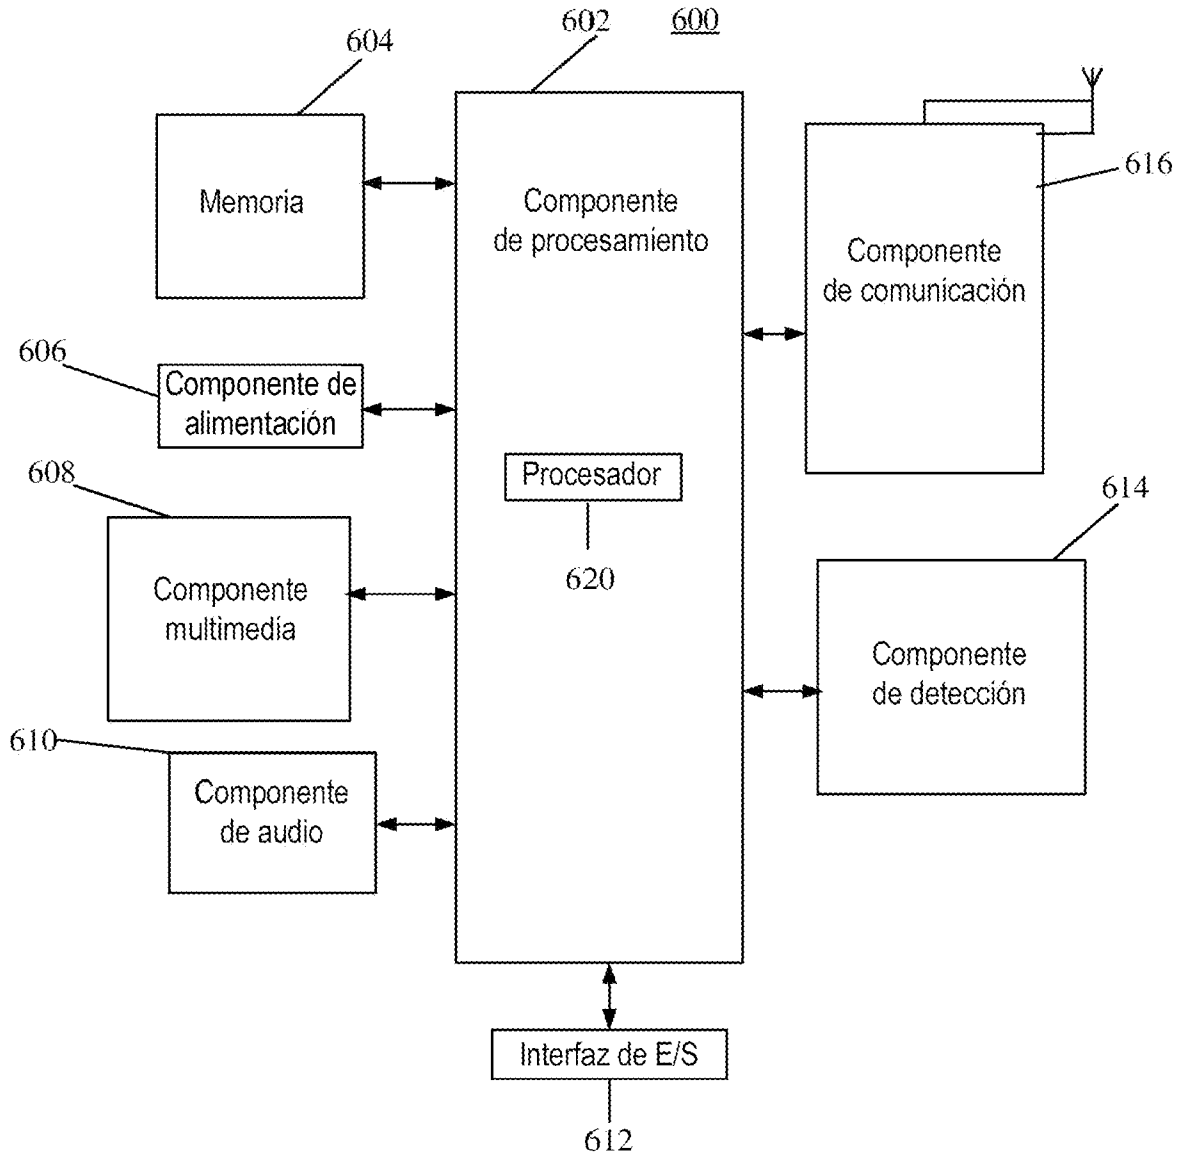 600
602
604
Memoria
Componente
de procesamiento
616
Componente
de comunicación
606
Componente de
alimentación
Procesador
620
608
Componente
multimedia
614
Componente
de detección
610
Componente
de audio
Interfaz de E/S
612